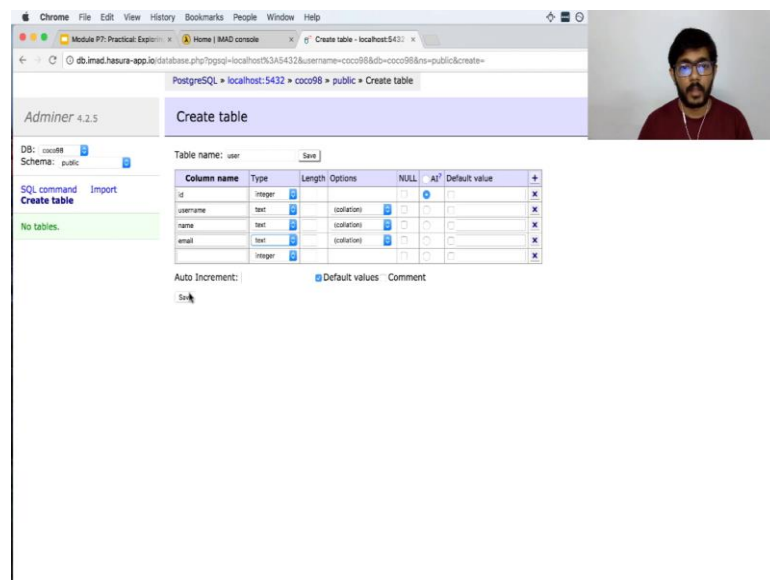 Chrome File Edit View History Bookmarks People Window Help
Module P7: Practical: Explorin × Home | IMAD console × Create table - localhost:5432 ×
db.imad.hasura-app.io/database.php?pgsql=localhost%3A5432&username=coco98&db=coco98&ns=public&create=
PostgreSQL » localhost:5432 » coco98 » public » Create table
Adminer 4.2.5
Create table
DB: coco98
Schema: public
SQL command Import
Create table
No tables.
Table name: user Save
Column name Type Length Options NULL AI? Default value +
id integer x
username text (collation) x
name text (collation) x
email text (collation) x
integer x
Auto Increment: Default values Comment
Save